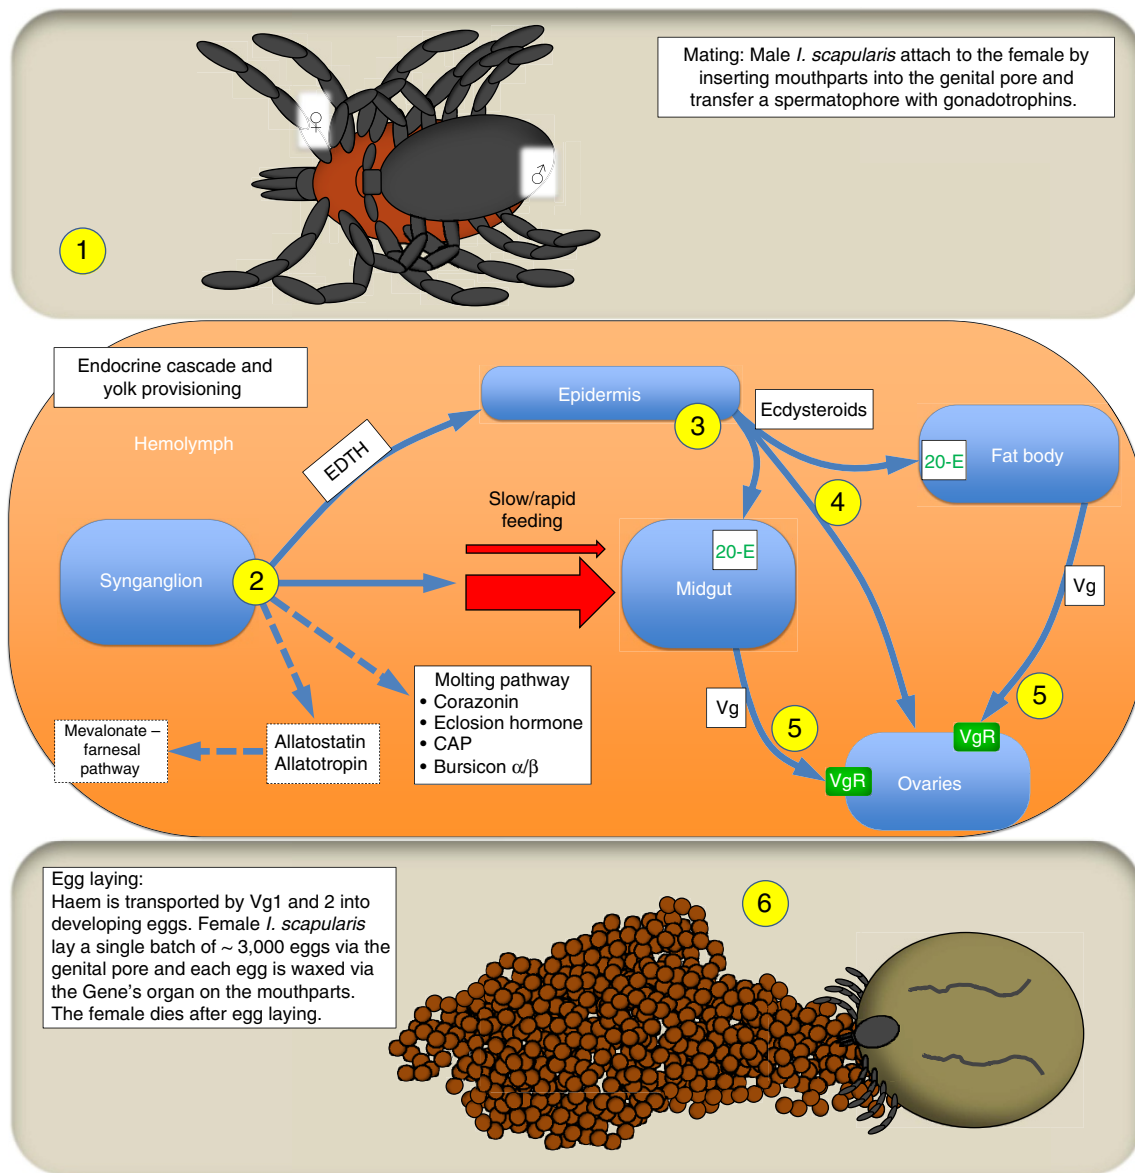 Mating: Male I. scapularis attach to the female by
inserting mouthparts into the genital pore and
transfer a spermatophore with gonadotrophins.
♀
♂
1
Endocrine cascade and
yolk provisioning
Hemolymph
EDTH
Epidermis
3
Ecdysteroids
20-E
Fat body
4
Slow/rapid
feeding
Synganglion
2
20-E
Midgut
Vg
Molting pathway
• Corazonin
• Eclosion hormone
• CAP
• Bursicon α/β
Vg
5
5
Mevalonate –
farnesal
pathway
Allatostatin
Allatotropin
VgR
VgR
Ovaries
Egg laying:
Haem is transported by Vg1 and 2 into
developing eggs. Female I. scapularis
lay a single batch of ~ 3,000 eggs via the
genital pore and each egg is waxed via
the Gene's organ on the mouthparts.
The female dies after egg laying.
6